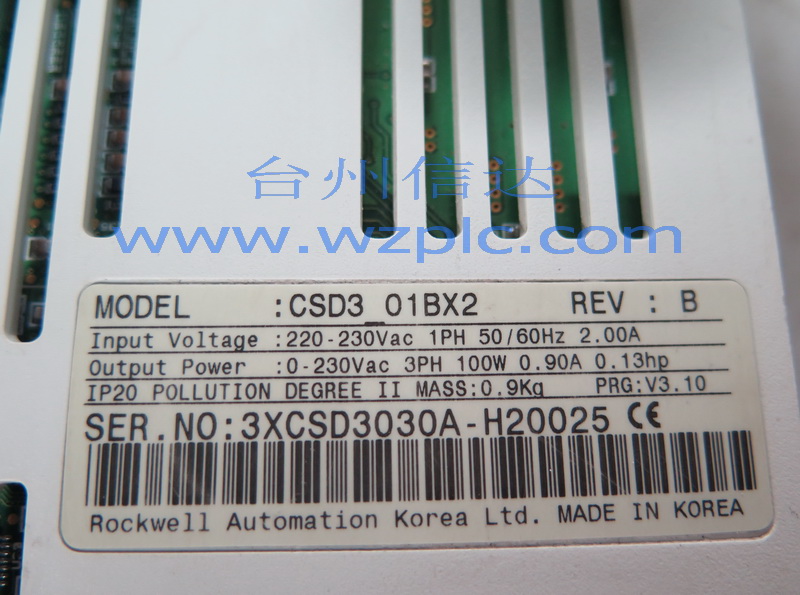 台州信达
www.wzplc.com
MODEL :CSD3_01BX2 REV : B
Input Voltage :220-230Vac 1PH 50/60Hz 2.00A
Output Power :0-230Vac 3PH 100W 0.90A 0.13hp
IP20 POLLUTION DEGREE II MASS:0.9Kg PRG:V3.10
SER.NO:3XCSD3030A-H20025 CE
Rockwell Automation Korea Ltd. MADE IN KOREA